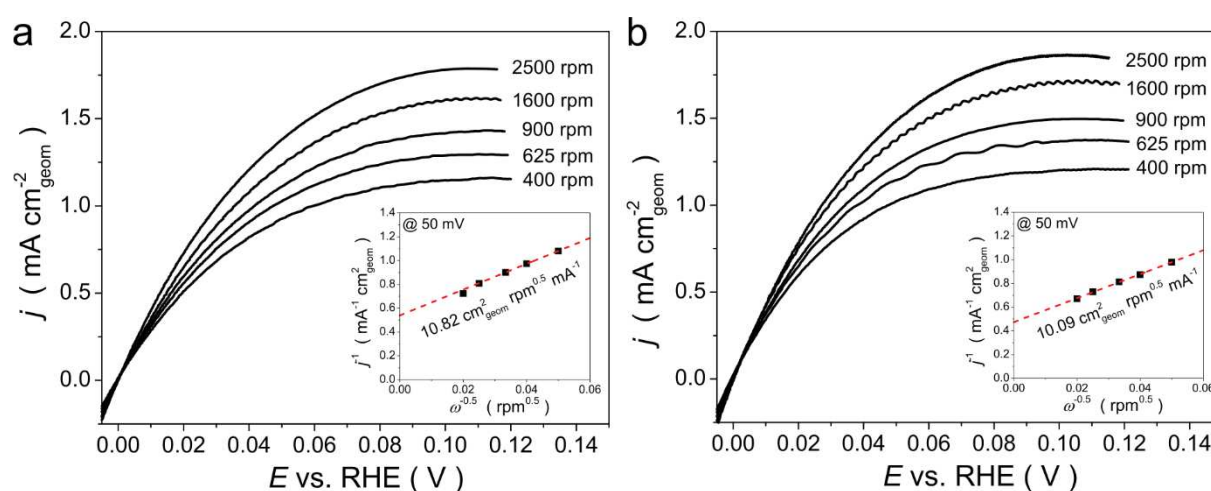 a
2.0
1.5
1.0
0.5
0.0
j ( mA cm⁻²geom )
2500 rpm
1600 rpm
900 rpm
625 rpm
400 rpm
@ 50 mV
1.4
1.2
1.0
0.8
0.6
0.4
0.2
0.0
j⁻¹ ( mA⁻¹ cm²geom )
10.82 cm²geom rpm⁰·⁵ mA⁻¹
0.00 0.02 0.04 0.06
ω⁻⁰·⁵ ( rpm⁰·⁵ )
0.00 0.02 0.04 0.06 0.08 0.10 0.12 0.14
E vs. RHE ( V )
b
2.0
1.5
1.0
0.5
0.0
j ( mA cm⁻²geom )
2500 rpm
1600 rpm
900 rpm
625 rpm
400 rpm
@ 50 mV
1.4
1.2
1.0
0.8
0.6
0.4
0.2
0.0
j⁻¹ ( mA⁻¹ cm²geom )
10.09 cm²geom rpm⁰·⁵ mA⁻¹
0.00 0.02 0.04 0.06
ω⁻⁰·⁵ ( rpm⁰·⁵ )
0.00 0.02 0.04 0.06 0.08 0.10 0.12 0.14
E vs. RHE ( V )